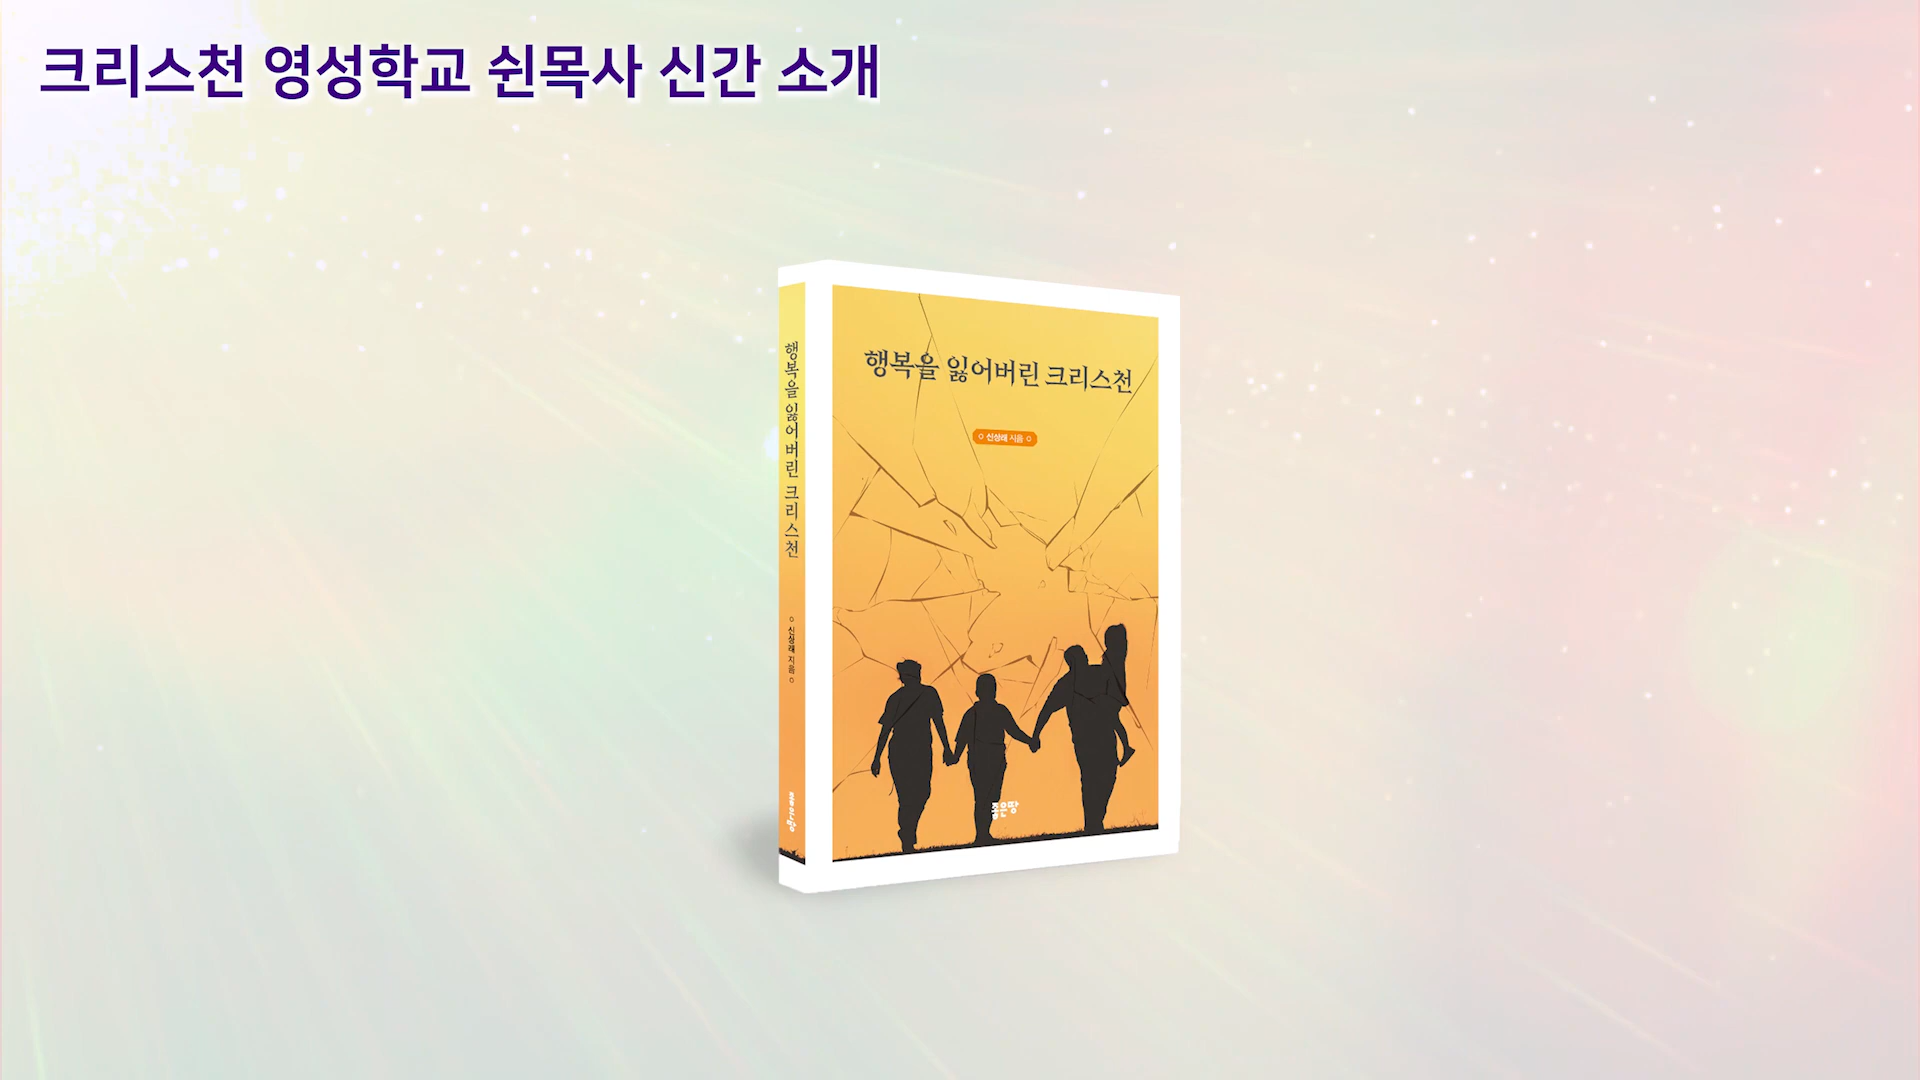 크리스천 영성학교 쉰목사 신간 소개
행복을 잃어버린 크리스천
신상래 지음
좋은땅
행복을 잃어버린 크리스천
신상래 지음
좋은땅